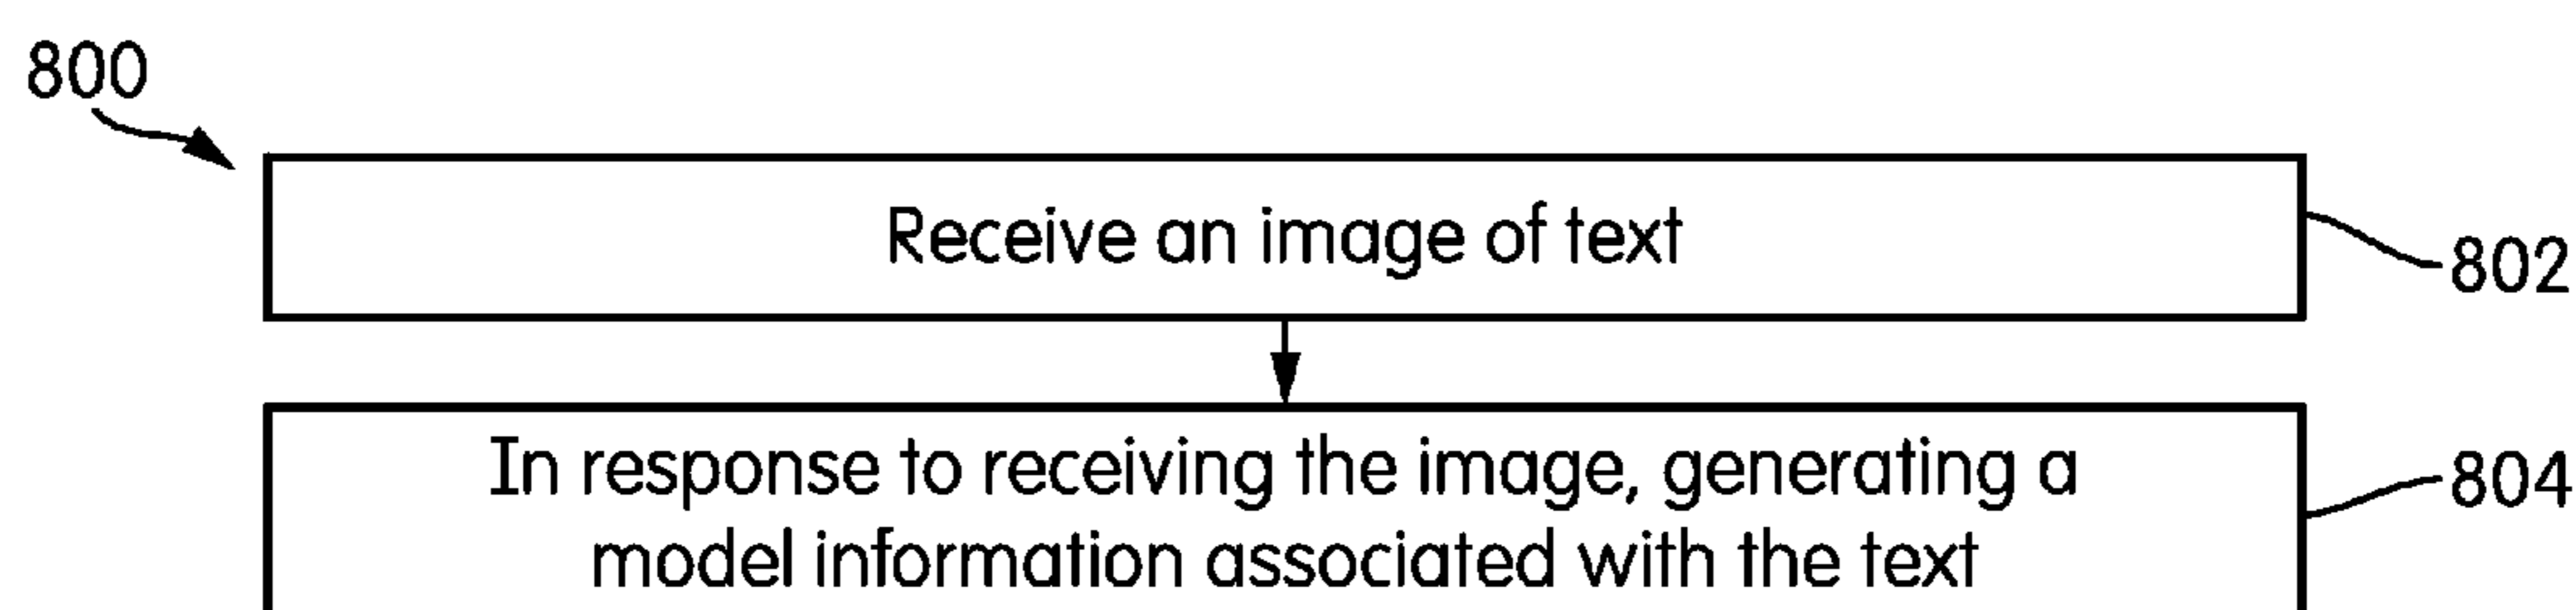 800
Receive an image of text
802
In response to receiving the image, generating a
804
model information associated with the text